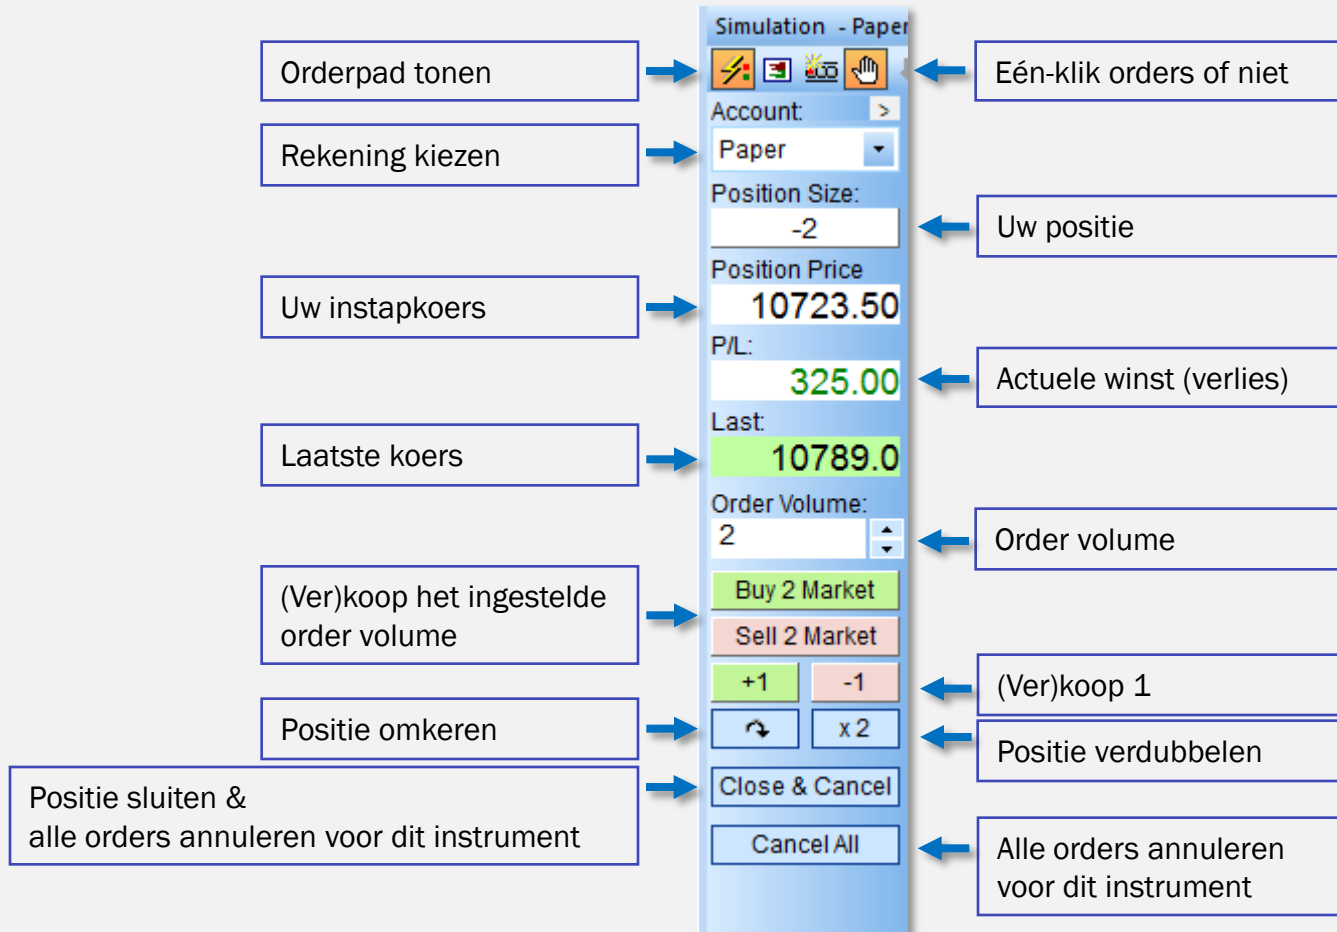 Simulation - Paper
Orderpad tonen
Eén-klik orders of niet
Account:
>
Rekening kiezen
Paper
Position Size:
-2
Uw positie
Position Price
Uw instapkoers
10723.50
P/L:
325.00
Actuele winst (verlies)
Last:
Laatste koers
10789.0
Order Volume:
2
Order volume
(Ver)koop het ingestelde
order volume
Buy 2 Market
Sell 2 Market
+1
-1
(Ver)koop 1
Positie omkeren
x 2
Positie verdubbelen
Positie sluiten &
alle orders annuleren voor dit instrument
Close & Cancel
Cancel All
Alle orders annuleren
voor dit instrument